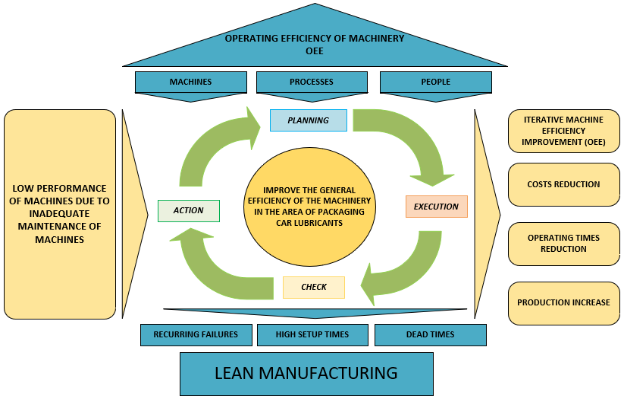 OPERATING EFFICIENCY OF MACHINERY
OEE
MACHINES
PROCESSES
PEOPLE
PLANNING
LOW PERFORMANCE
OF MACHINES DUE TO
INADEQUATE
MAINTENANCE OF
MACHINES
ACTION
IMPROVE THE GENERAL
EFFICIENCY OF THE MACHINERY
IN THE AREA OF PACKAGING
CAR LUBRICANTS
EXECUTION
CHECK
ITERATIVE MACHINE
EFFICIENCY
IMPROVEMENT (OEE)
COSTS REDUCTION
OPERATING TIMES
REDUCTION
PRODUCTION INCREASE
RECURRING FAILURES
HIGH SETUP TIMES
DEAD TIMES
LEAN MANUFACTURING